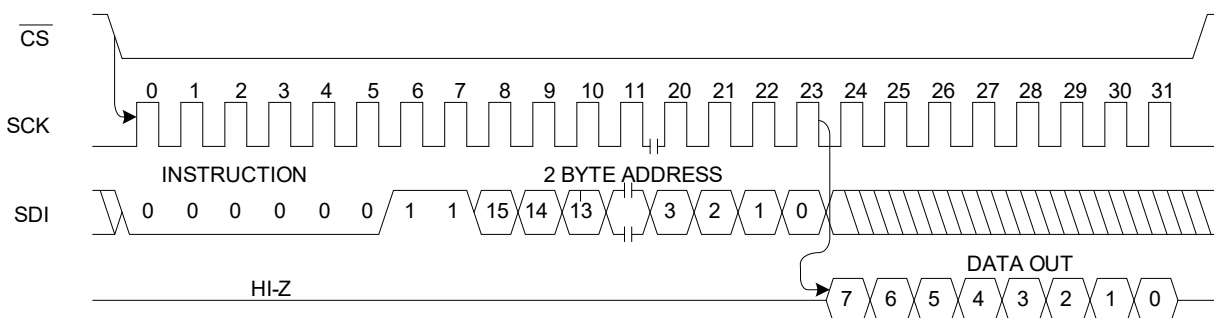 CS
0 1 2 3 4 5 6 7 8 9 10 11 20 21 22 23 24 25 26 27 28 29 30 31
SCK
INSTRUCTION 2 BYTE ADDRESS
SDI 0 0 0 0 0 0 1 1 15 14 13 3 2 1 0
DATA OUT
HI-Z
7 6 5 4 3 2 1 0